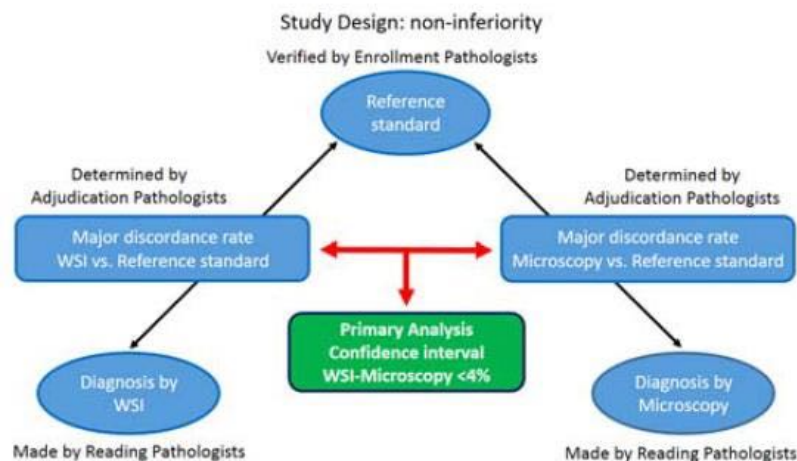 Study Design: non-inferiority
Verified by Enrollment Pathologists
Reference
standard
Determined by
Adjudication Pathologists
Determined by
Adjudication Pathologists
Major discordance rate
WSI vs. Reference standard
Major discordance rate
Microscopy vs. Reference standard
Primary Analysis
Confidence interval
WSI-Microscopy <4%
Diagnosis by
WSI
Diagnosis by
Microscopy
Made by Reading Pathologists
Made by Reading Pathologists